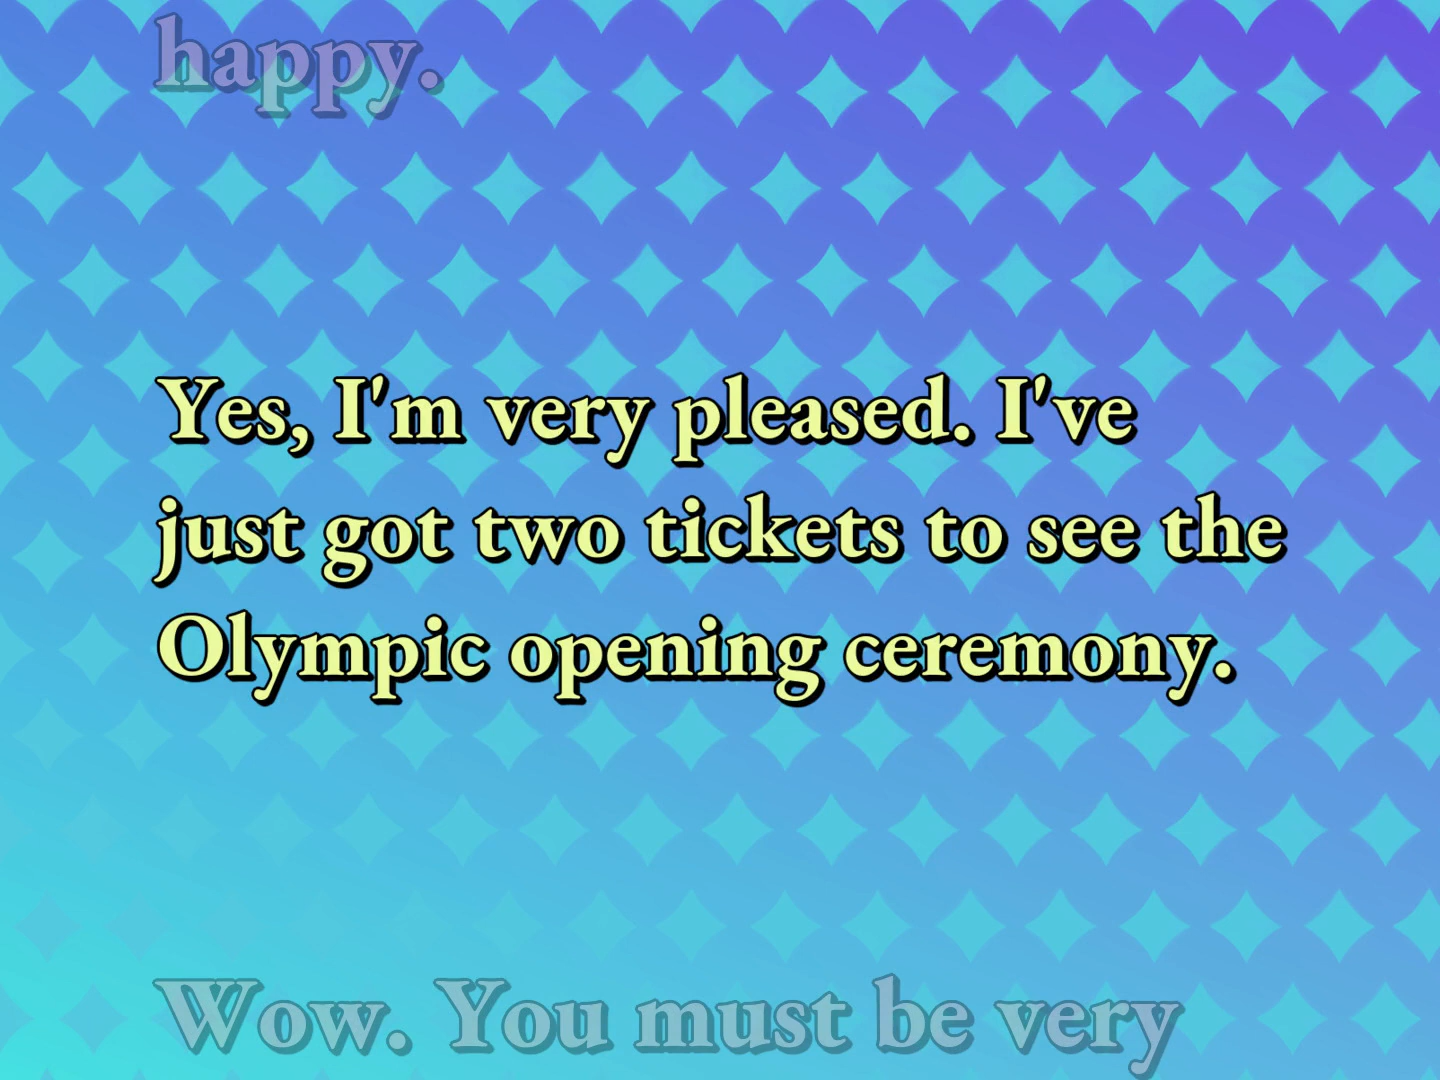 happy.
Yes, I'm very pleased. I've
just got two tickets to see the
Olympic opening ceremony.
Wow. You must be very